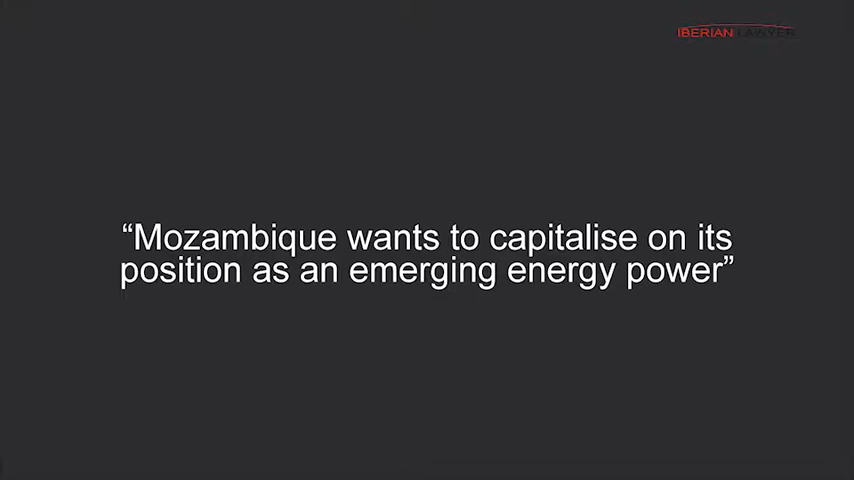 IBERIAN LAWYER
“Mozambique wants to capitalise on its
position as an emerging energy power”